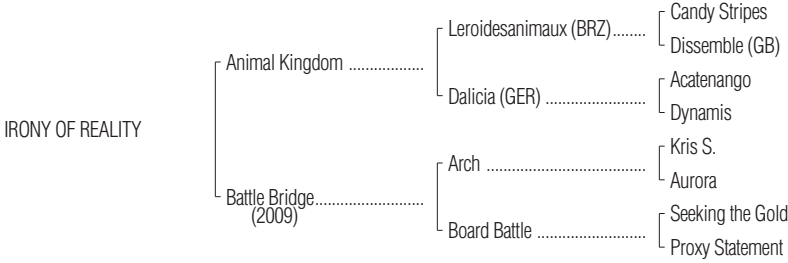 Candy Stripes
Leroidesanimaux (BRZ)........
Dissemble (GB)
Animal Kingdom ..................
Acatenango
Dalicia (GER) ........................
Dynamis
IRONY OF REALITY
Kris S.
Arch ......................................
Aurora
Battle Bridge..........................
(2009)
Seeking the Gold
Board Battle ..........................
Proxy Statement